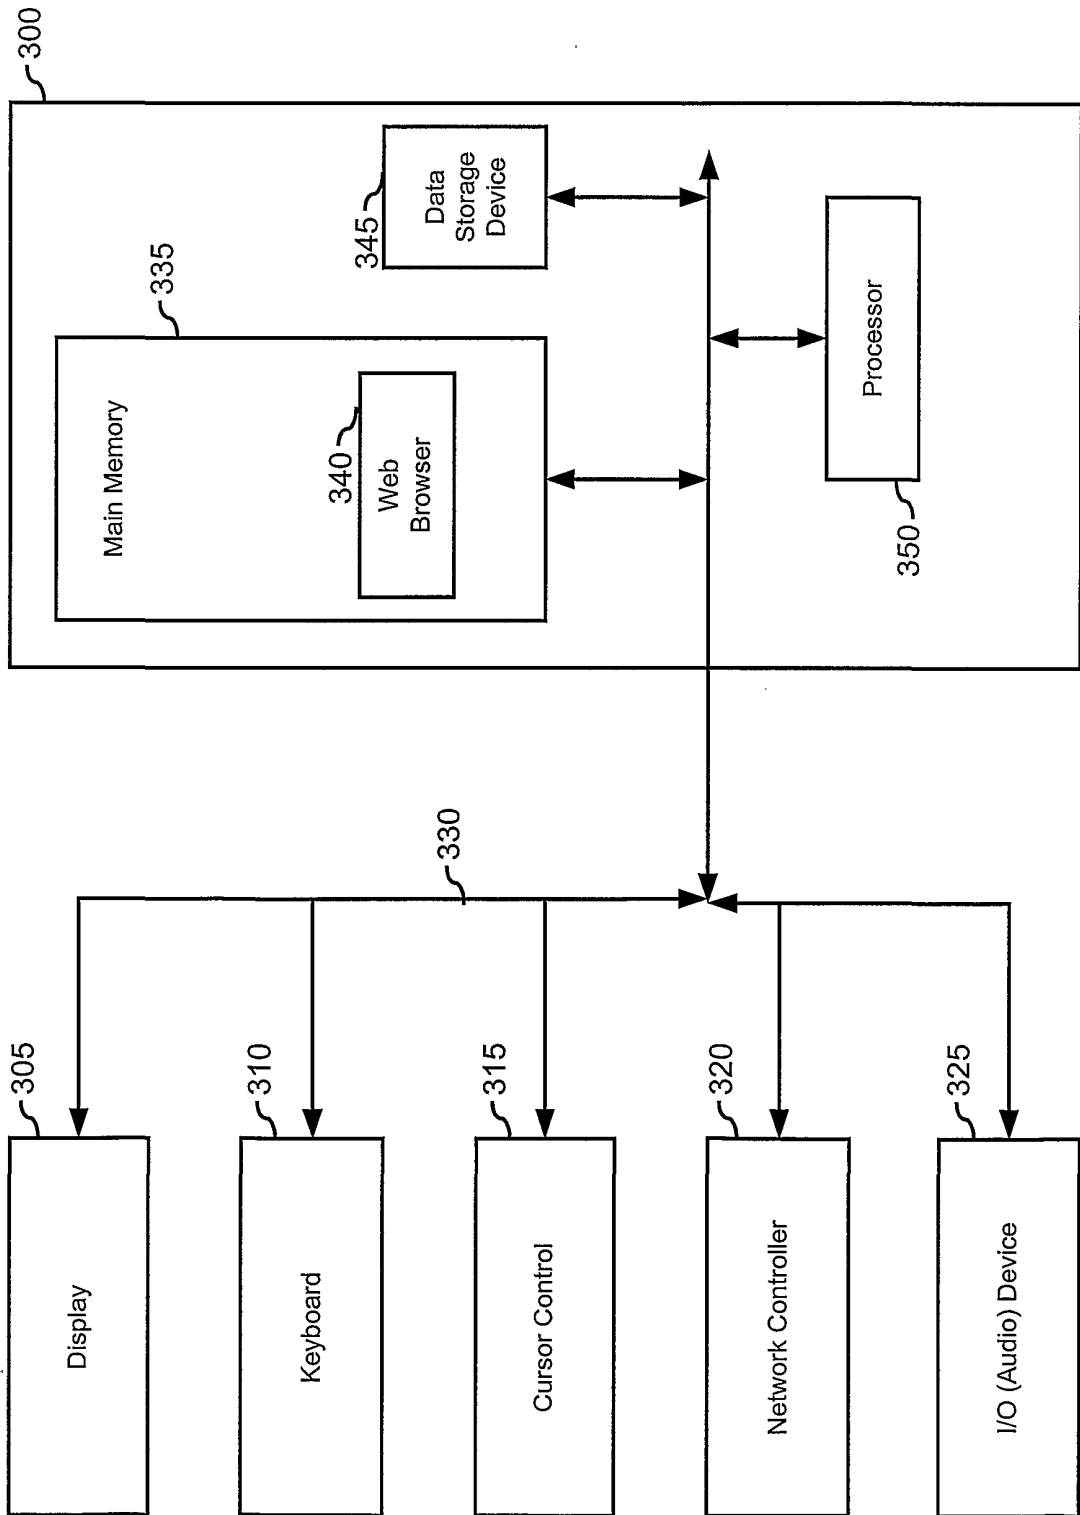 305
Display
310
Keyboard
315
Cursor Control
320
Network Controller
325
I/O (Audio) Device
330
300
335
Main Memory
340
Web
Browser
345
Data
Storage
Device
350
Processor